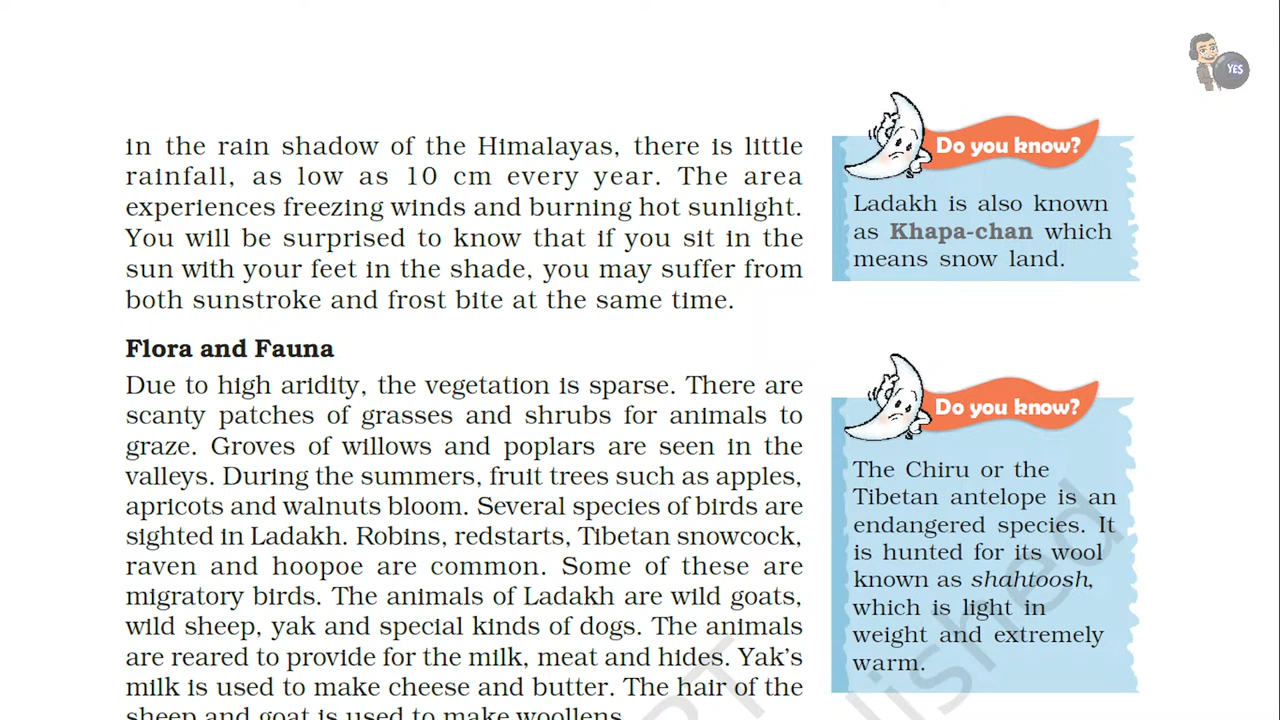 YES
in the rain shadow of the Himalayas, there is little
rainfall, as low as 10 cm every year. The area
experiences freezing winds and burning hot sunlight.
You will be surprised to know that if you sit in the
sun with your feet in the shade, you may suffer from
both sunstroke and frost bite at the same time.
Flora and Fauna
Due to high aridity, the vegetation is sparse. There are
scanty patches of grasses and shrubs for animals to
graze. Groves of willows and poplars are seen in the
valleys. During the summers, fruit trees such as apples,
apricots and walnuts bloom. Several species of birds are
sighted in Ladakh. Robins, redstarts, Tibetan snowcock,
raven and hoopoe are common. Some of these are
migratory birds. The animals of Ladakh are wild goats,
wild sheep, yak and special kinds of dogs. The animals
are reared to provide for the milk, meat and hides. Yak's
milk is used to make cheese and butter. The hair of the
sheep and goat is used to make woollens.
Do you know?
Ladakh is also known
as Khapa-chan which
means snow land.
Do you know?
The Chiru or the
Tibetan antelope is an
endangered species. It
is hunted for its wool
known as shahtoosh,
which is light in
weight and extremely
warm.